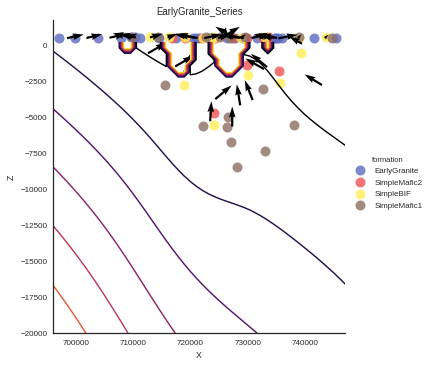 EarlyGranite_Series
0
−2500
−5000
−7500
−10000
−12500
−15000
−17500
−20000
Z
700000 710000 720000 730000 740000
X
formation
EarlyGranite
SimpleMafic2
SimpleBIF
SimpleMafic1